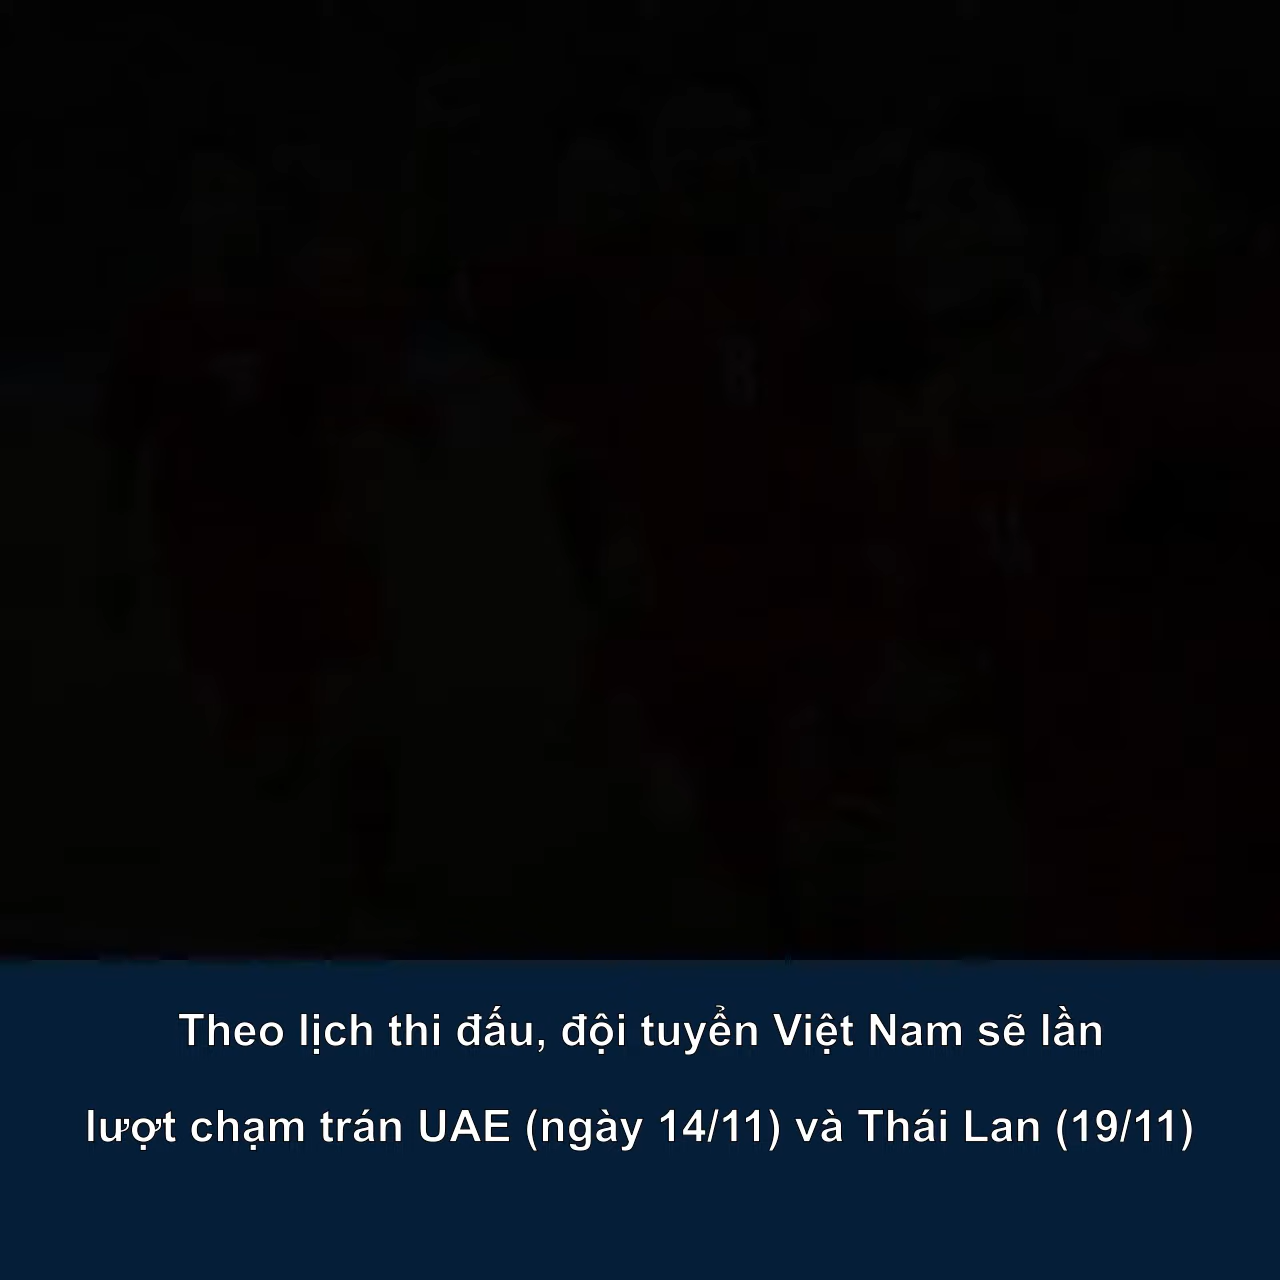 Theo lịch thi đấu, đội tuyển Việt Nam sẽ lần
lượt chạm trán UAE (ngày 14/11) và Thái Lan (19/11)